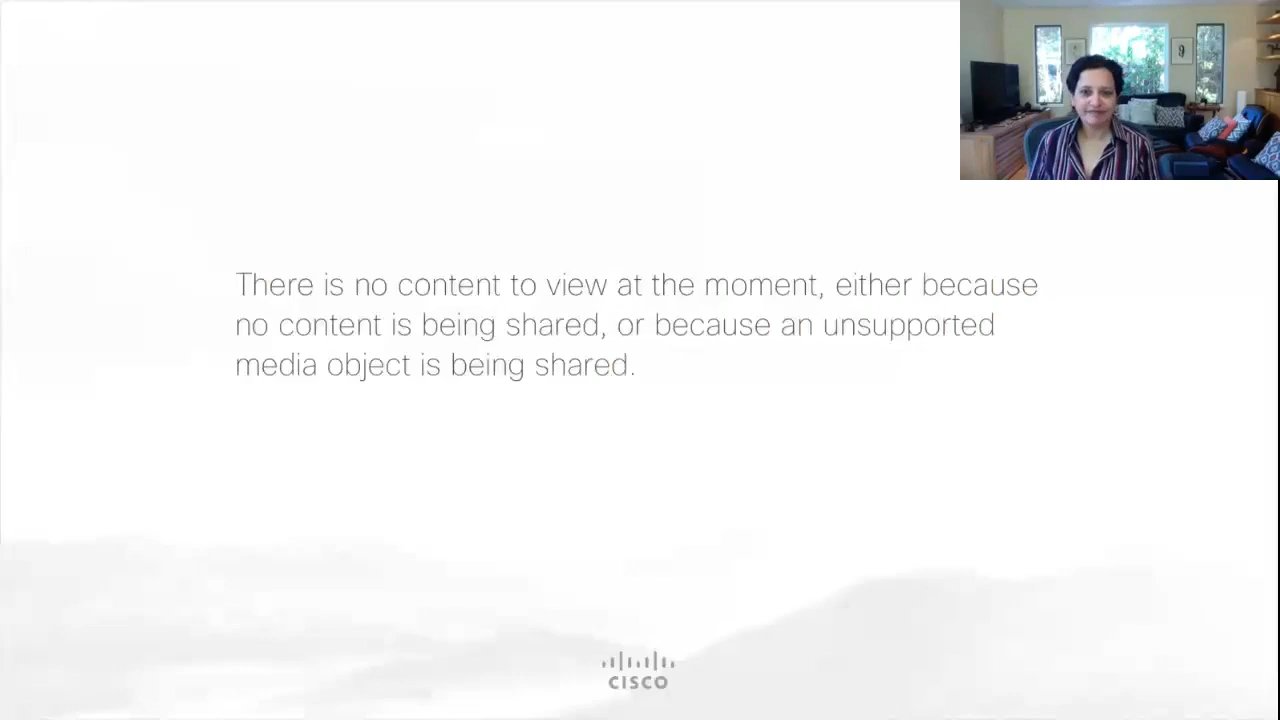 There is no content to view at the moment, either because
no content is being shared, or because an unsupported
media object is being shared.
CISCO